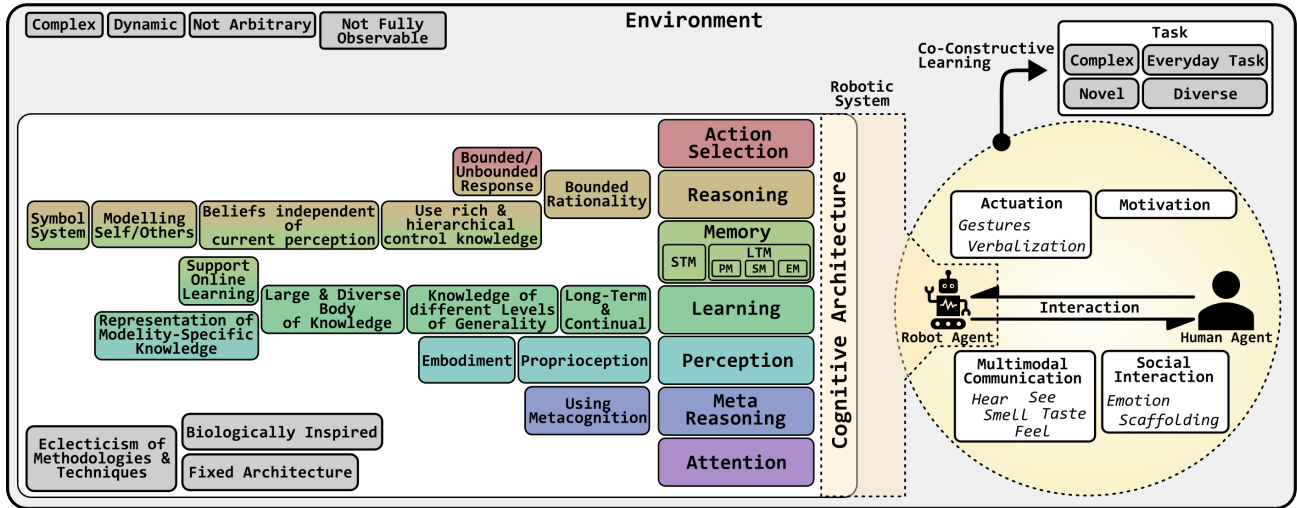 Environment
Complex
Dynamic
Not Arbitrary
Not Fully
Observable
Co-Constructive
Learning
Task
Complex
Everyday Task
Novel
Diverse
Robotic
System
Cognitive Architecture
Action
Selection
Bounded/
Unbounded
Response
Bounded
Rationality
Reasoning
Symbol
System
Modelling
Self/Others
Beliefs independent
of
current perception
Use rich &
hierarchical
control knowledge
Memory
STM
LTM
PM
SM
EM
Support
Online
Learning
Large & Diverse
Body
of Knowledge
Knowledge of
different Levels
of Generality
Long-Term
&
Continual
Learning
Representation of
Modelity-Specific
Knowledge
Embodiment
Proprioception
Perception
Using
Metacognition
Meta
Reasoning
Attention
Eclecticism of
Methodologies &
Techniques
Biologically Inspired
Fixed Architecture
Actuation
Gestures
Verbalization
Motivation
Interaction
Robot Agent
Human Agent
Multimodal
Communication
Hear See
Smell Taste
Feel
Social
Interaction
Emotion
Scaffolding